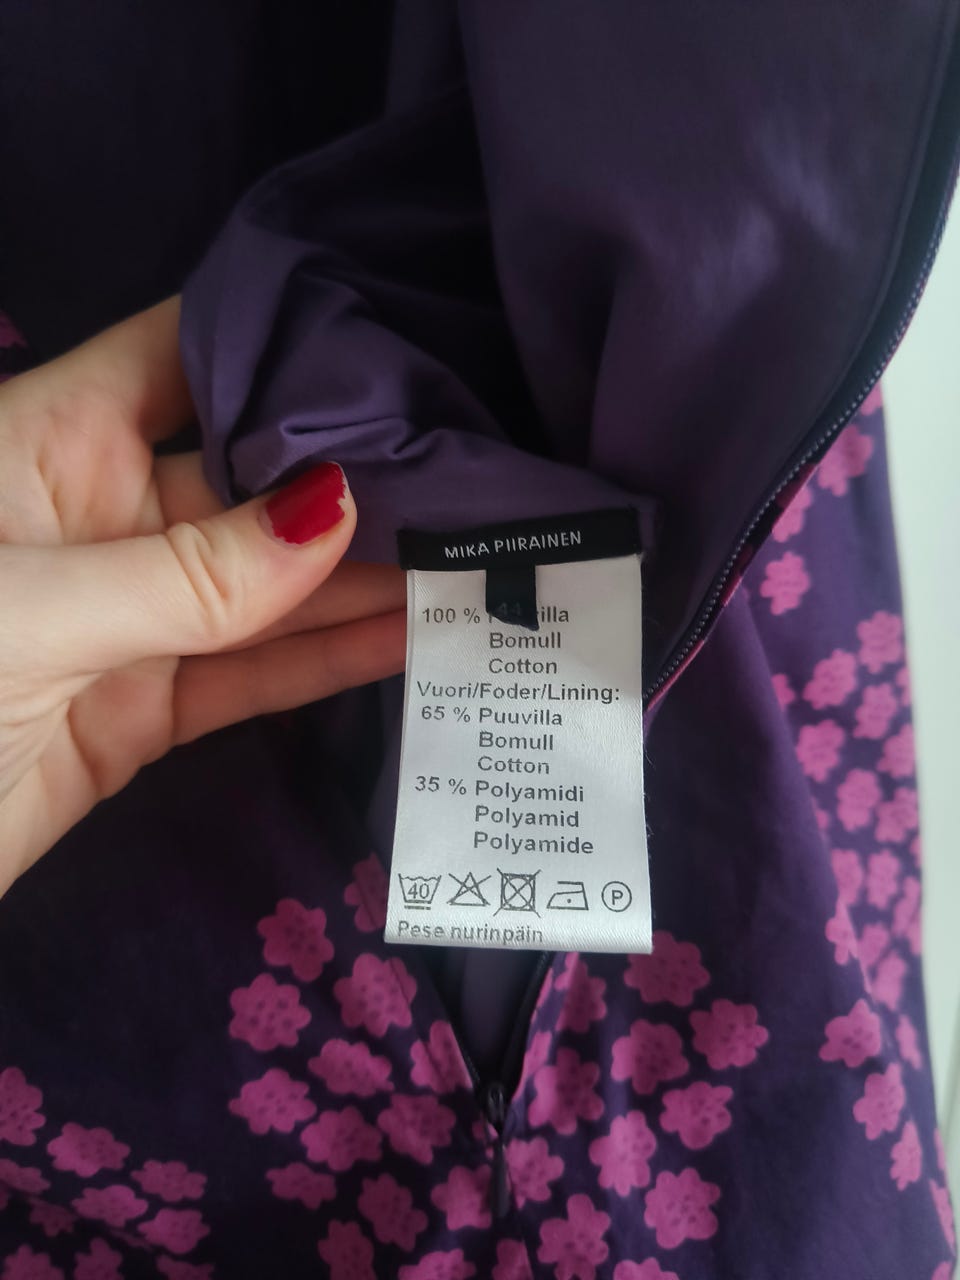 MIKA PIIRAINEN
44
100 %
Bomull
Cotton
Vuori/Foder/Lining:
65 % Puuvilla
Bomull
Cotton
35 % Polyamidi
Polyamid
Polyamide
40 P
Pese nurinpäin